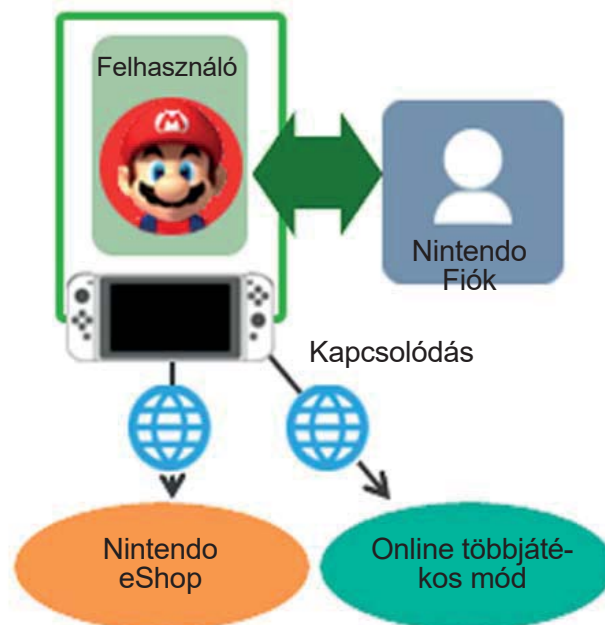 Felhasználó
Nintendo
Fiók
Kapcsolódás
Nintendo
eShop
Online többjáté-
kos mód